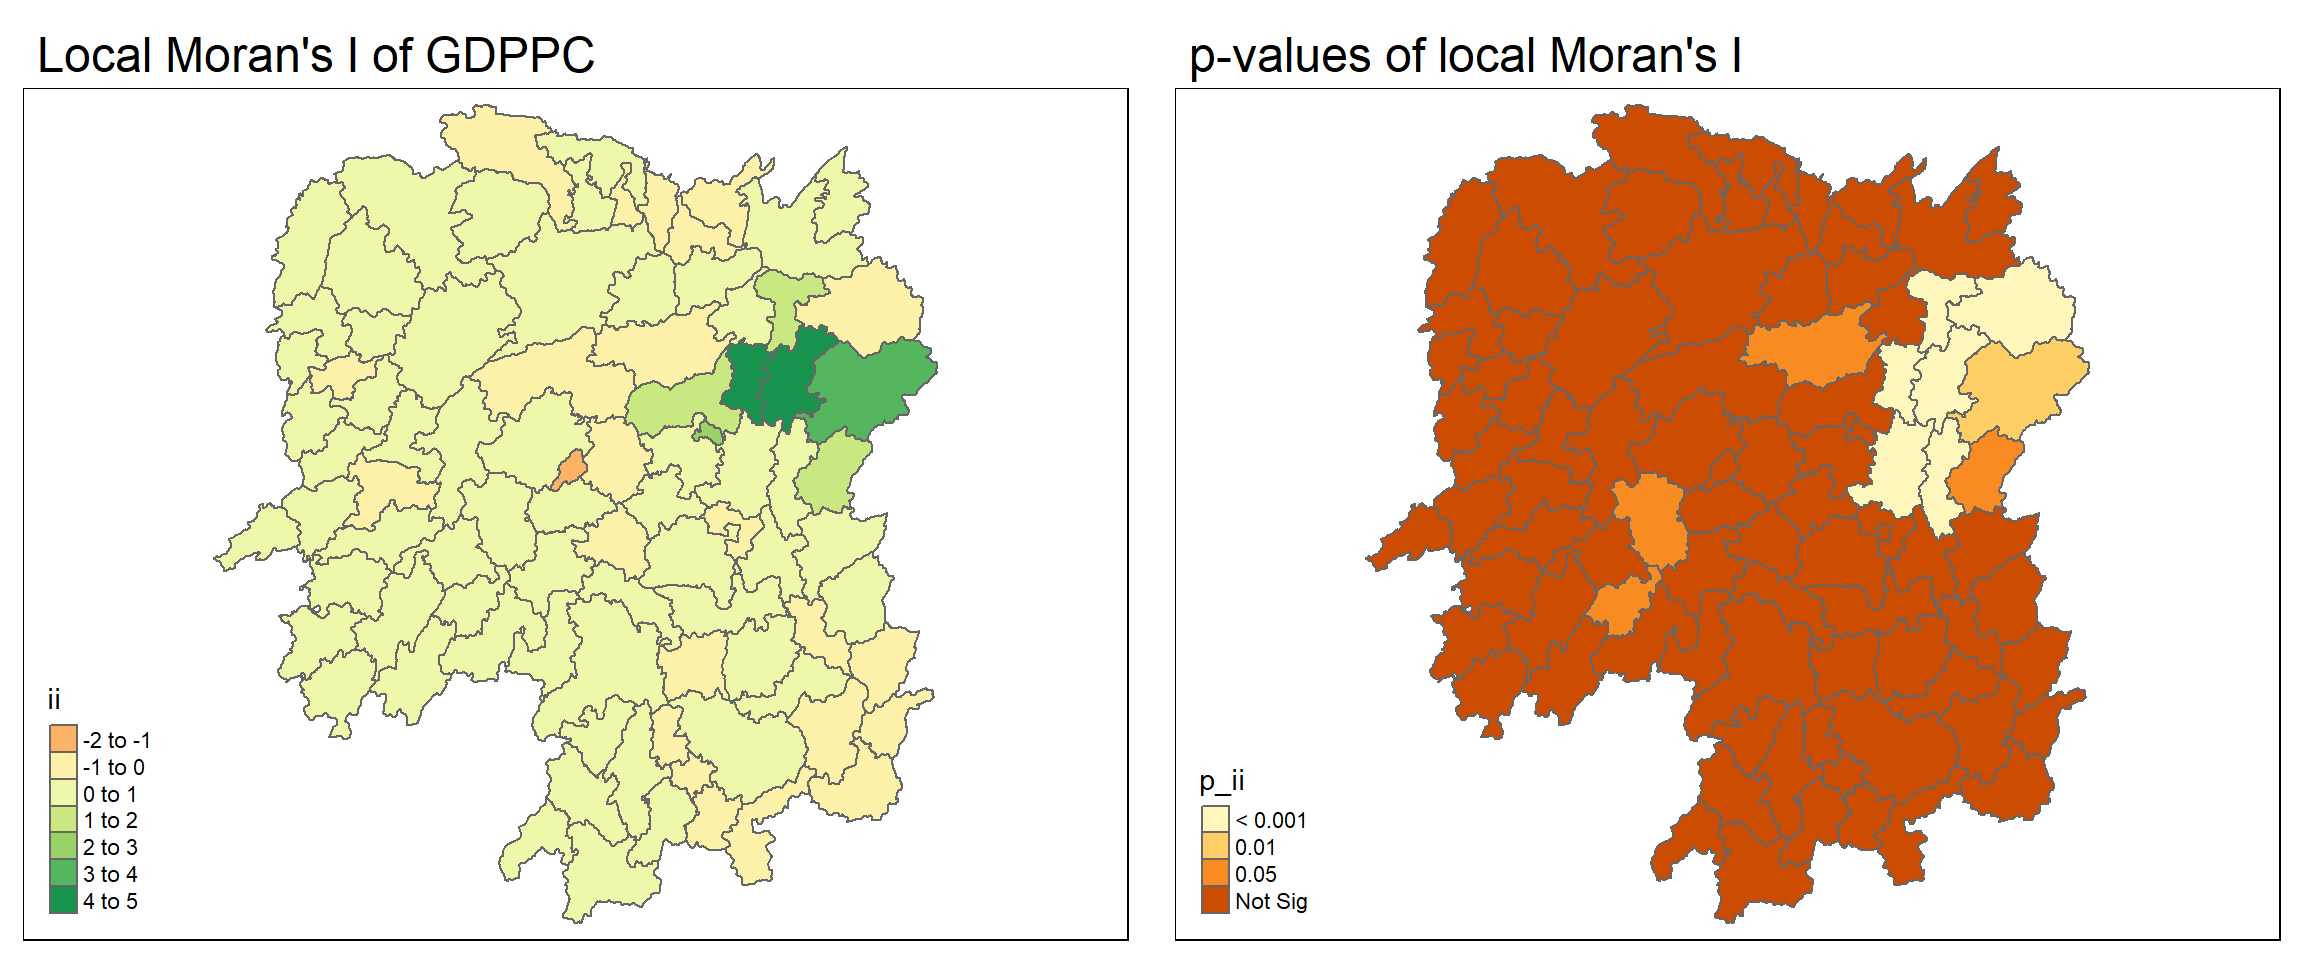 Local Moran's I of GDPPC
ii
-2 to -1
-1 to 0
0 to 1
1 to 2
2 to 3
3 to 4
4 to 5
p-values of local Moran's I
p_ii
< 0.001
0.01
0.05
Not Sig